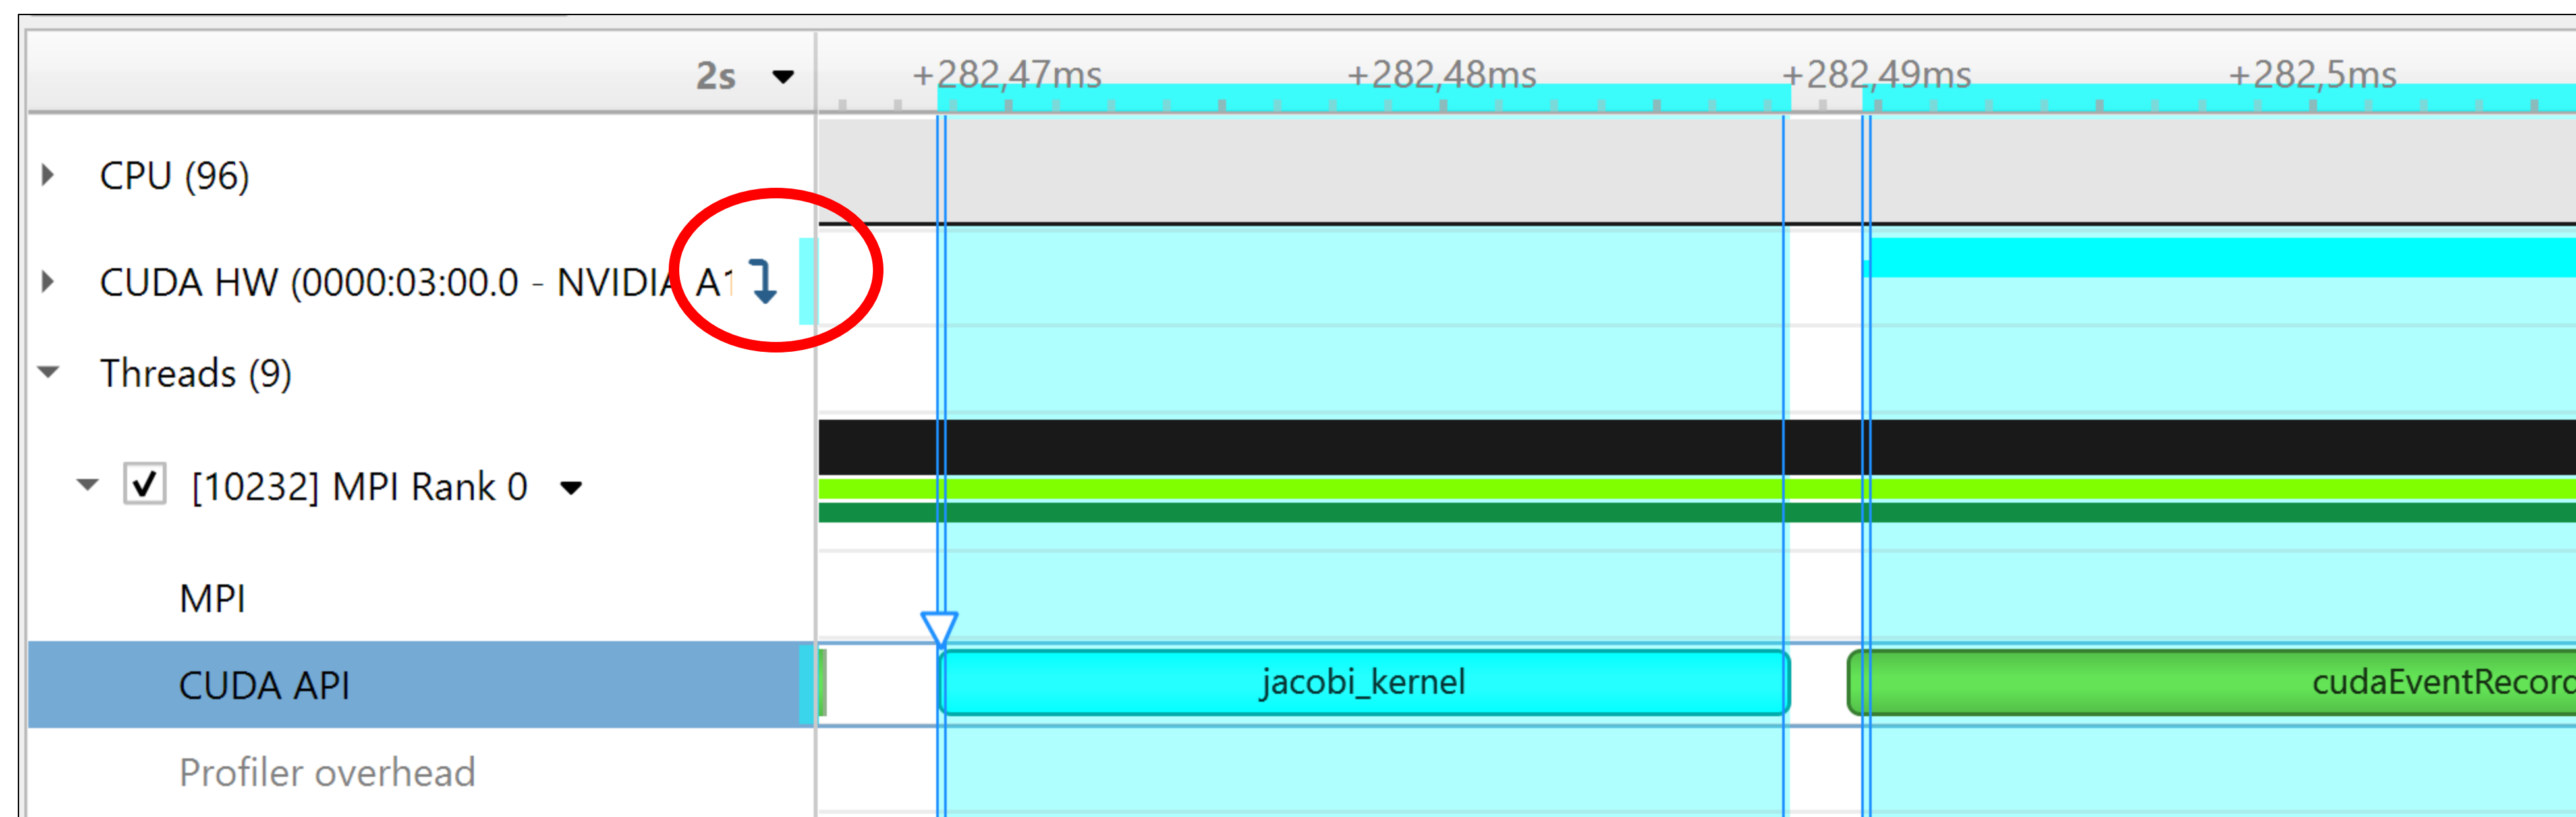 2s +282,47ms +282,48ms +282,49ms +282,5ms
CPU (96)
CUDA HW (0000:03:00.0 - NVIDIA A1
Threads (9)
[10232] MPI Rank 0
MPI
CUDA API jacobi_kernel cudaEventRecord
Profiler overhead